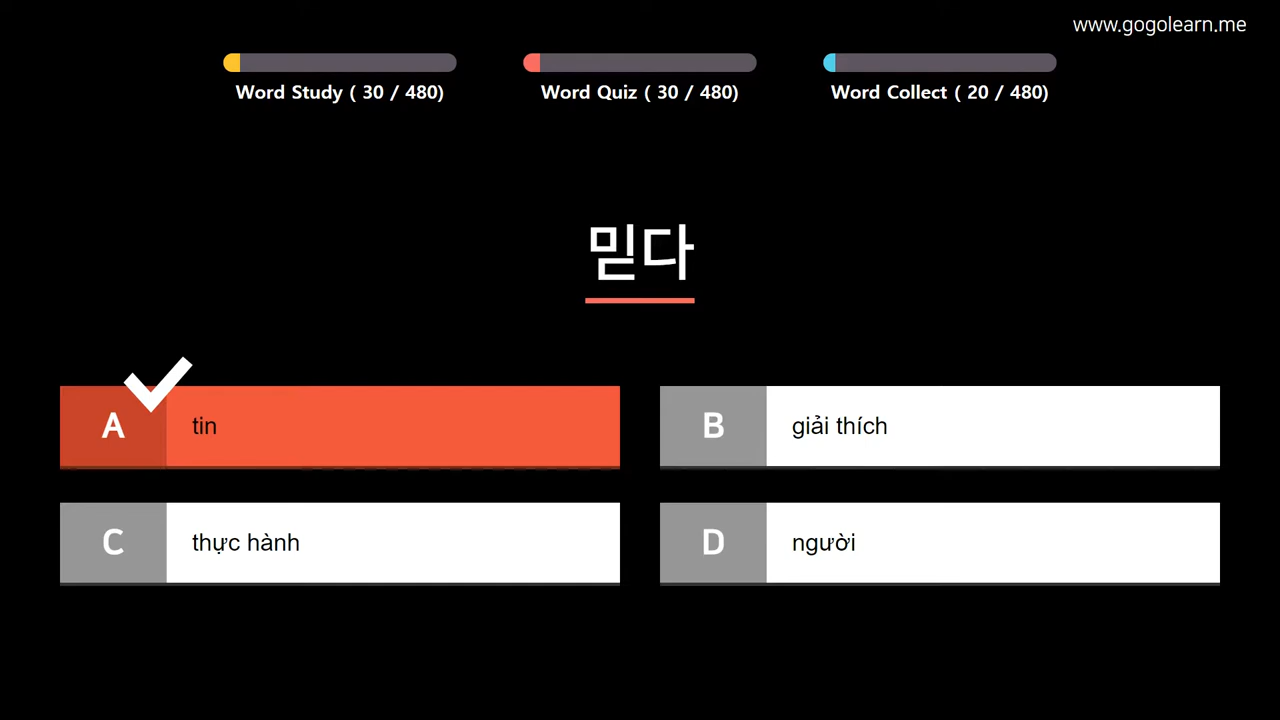 www.gogolearn.me
Word Study ( 30 / 480)
Word Quiz ( 30 / 480)
Word Collect ( 20 / 480)
믿다
A tin
B giải thích
C thực hành
D người